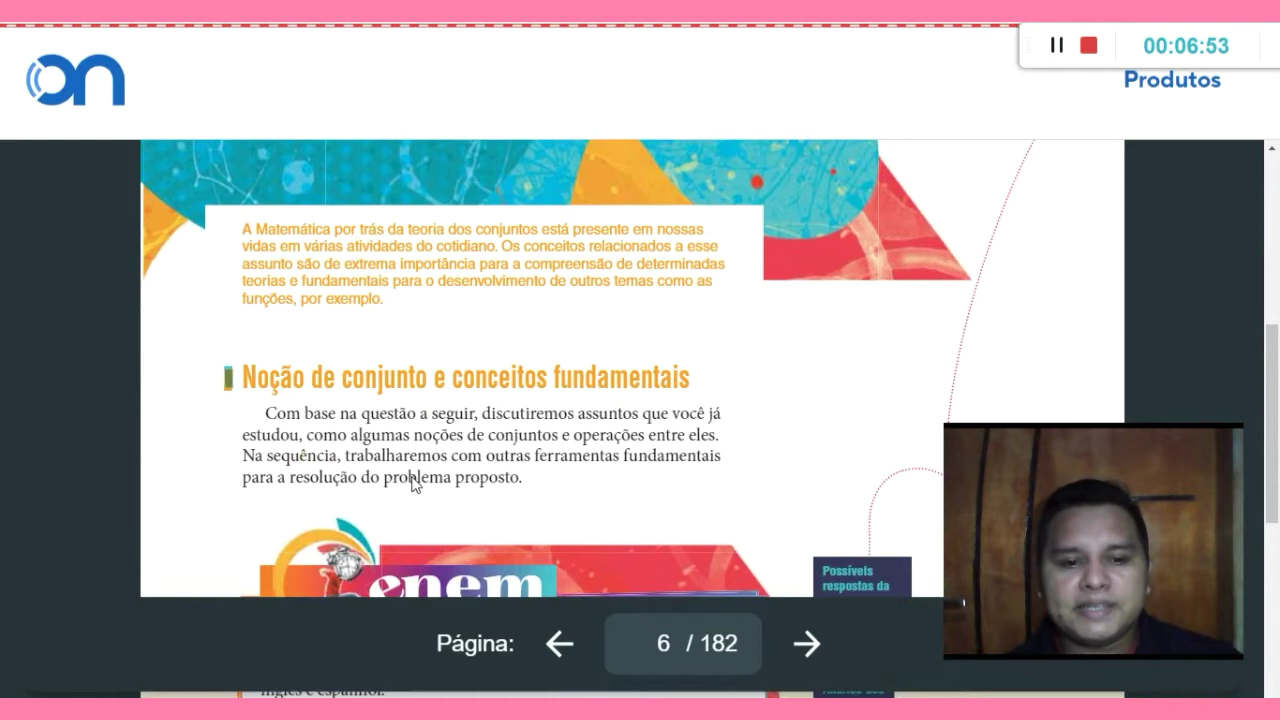 on
00:06:53
Produtos
A Matemática por trás da teoria dos conjuntos está presente em nossas
vidas em várias atividades do cotidiano. Os conceitos relacionados a esse
assunto são de extrema importância para a compreensão de determinadas
teorias e fundamentais para o desenvolvimento de outros temas como as
funções, por exemplo.
Noção de conjunto e conceitos fundamentais
Com base na questão a seguir, discutiremos assuntos que você já
estudou, como algumas noções de conjuntos e operações entre eles.
Na sequência, trabalharemos com outras ferramentas fundamentais
para a resolução do problema proposto.
enem
Possíveis
respostas da
Página: 6 / 182
inglês e espanhol.